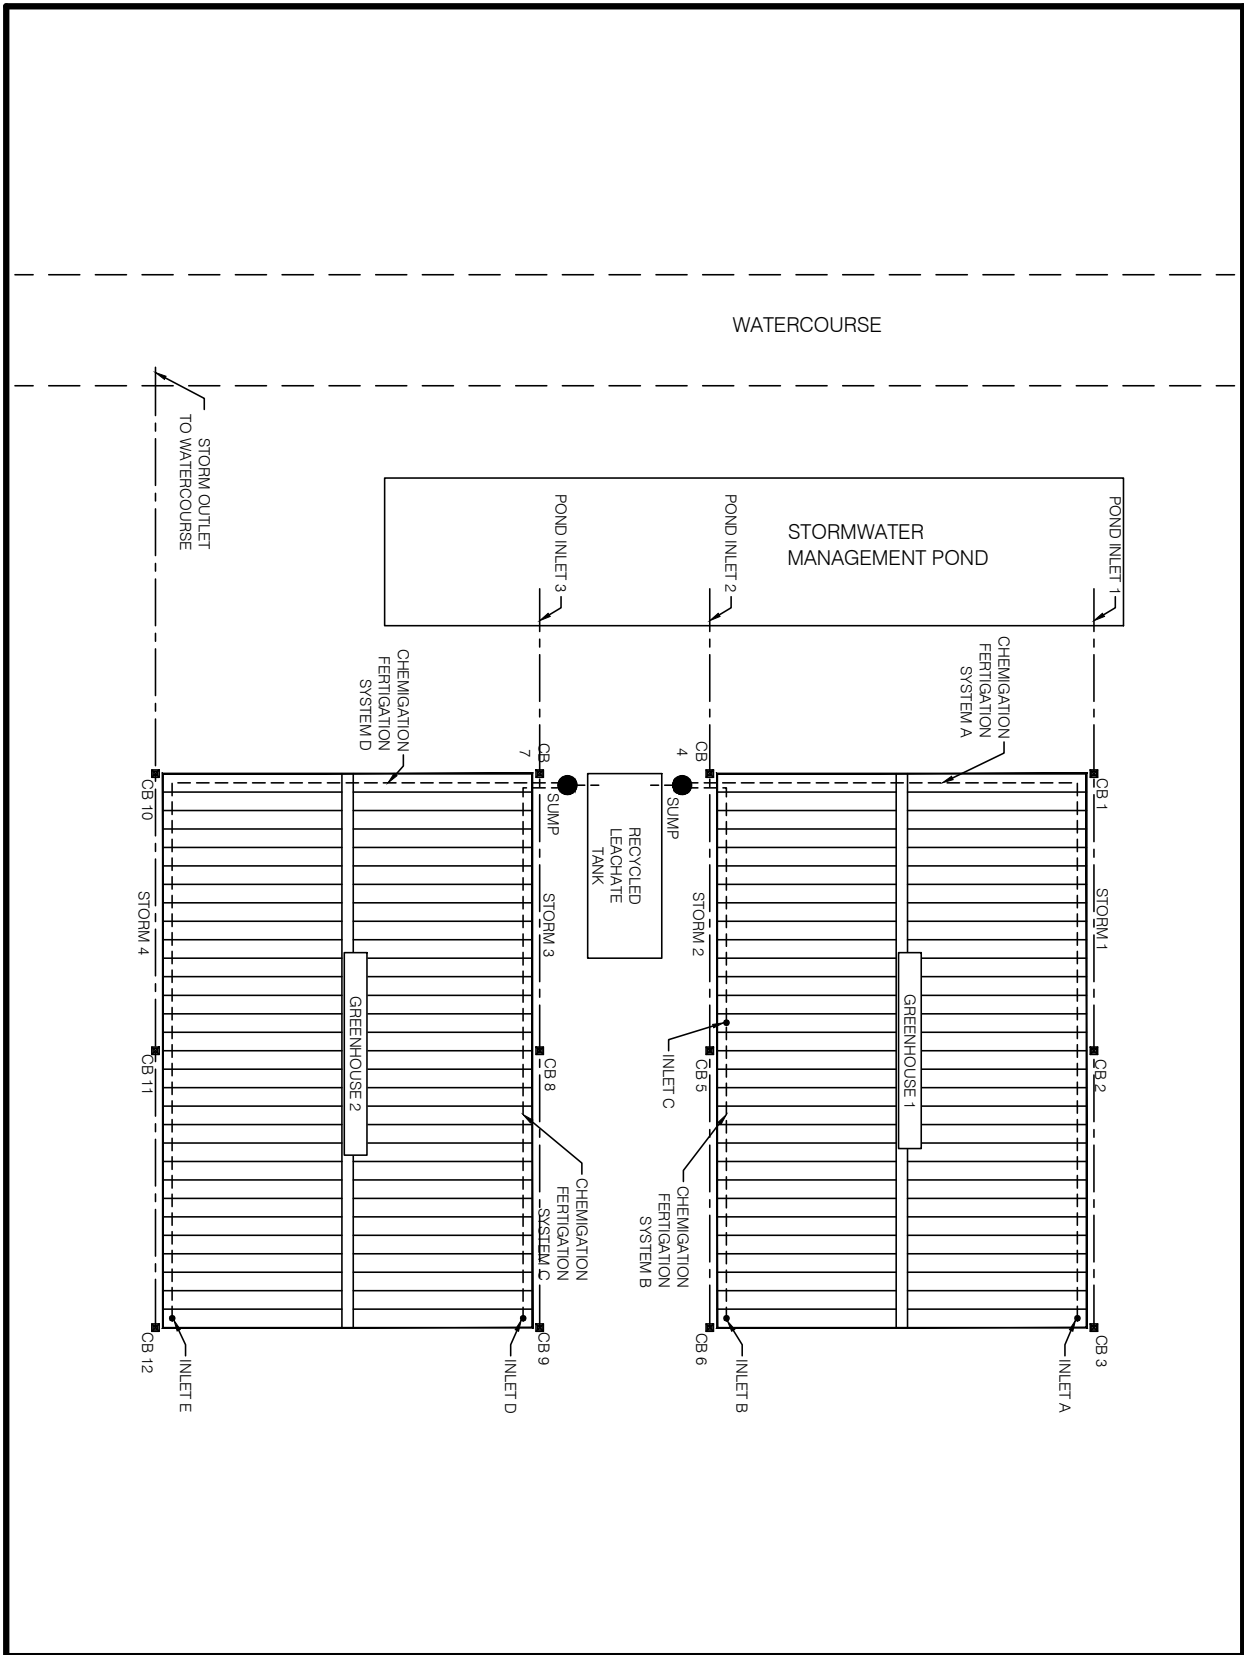 WATERCOURSE
STORM OUTLET
TO WATERCOURSE
POND INLET 3
POND INLET 2
STORMWATER
MANAGEMENT POND
POND INLET 1
CHEMIGATION
FERTIGATION
SYSTEM D
CHEMIGATION
FERTIGATION
SYSTEM A
CB
7
CB
4
CB 10
SUMP
SUMP
CB 1
RECYCLED
LEACHATE
TANK
STORM 4
STORM 3
STORM 2
STORM 1
GREENHOUSE 2
GREENHOUSE 1
CB 11
CB 8
INLET C
CB 5
CB 2
CHEMIGATION
FERTIGATION
SYSTEM C
CHEMIGATION
FERTIGATION
SYSTEM B
CB 12
INLET E
INLET D
CB 9
CB 6
INLET B
INLET A
CB 3